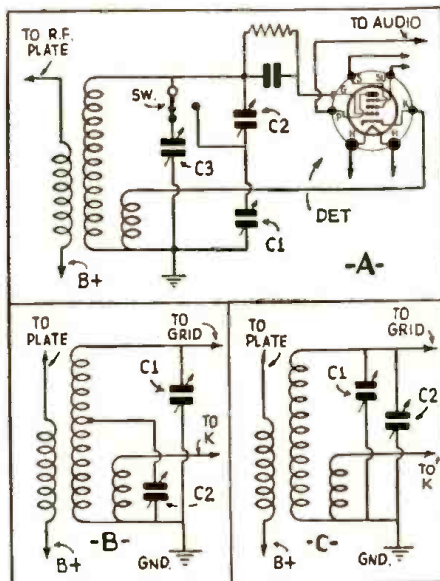 TO R.F.
PLATE
TO AUDIO
SW.
C2
C3
C1
DET
B+
-A-
G
K
P
H
H
TO
PLATE
TO
GRID
C1
TO
K
C2
B+
-B-
GND.
TO
PLATE
TO
GRID
C1
C2
TO
K
B+
-C-
GND.